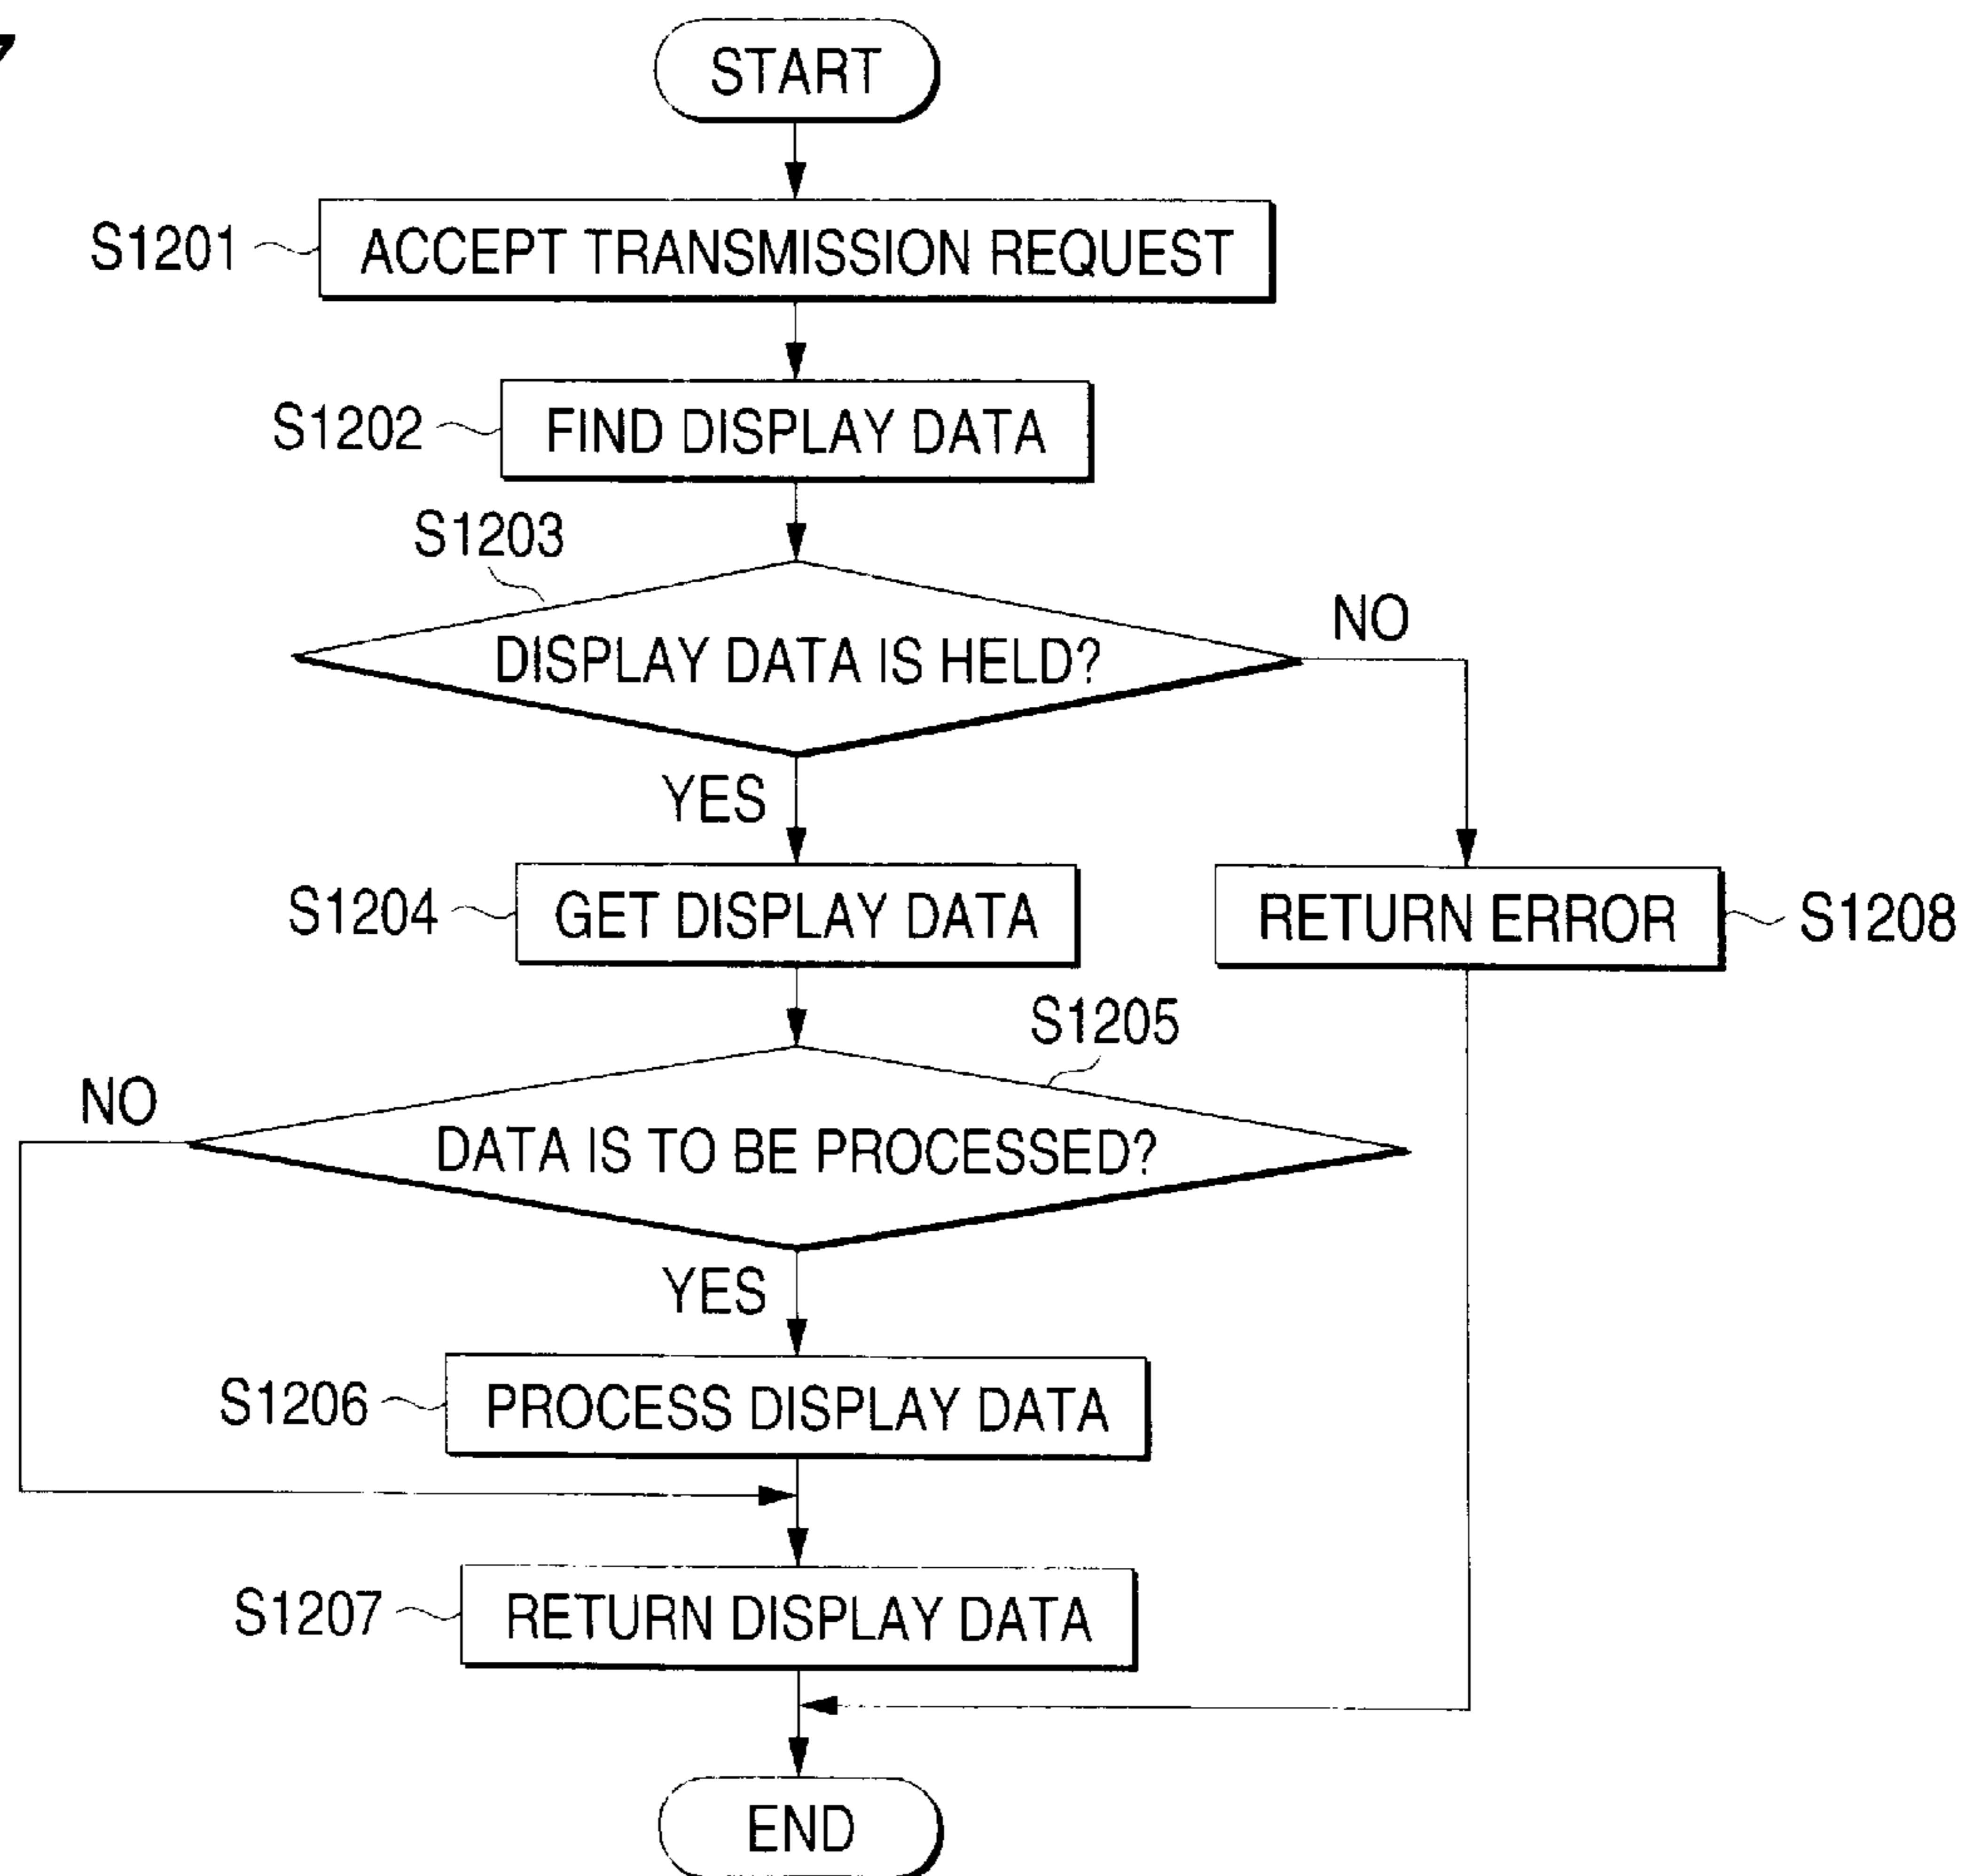 START
S1201
ACCEPT TRANSMISSION REQUEST
S1202
FIND DISPLAY DATA
S1203
DISPLAY DATA IS HELD?
NO
YES
S1204
GET DISPLAY DATA
RETURN ERROR
S1208
S1205
NO
DATA IS TO BE PROCESSED?
YES
S1206
PROCESS DISPLAY DATA
S1207
RETURN DISPLAY DATA
END